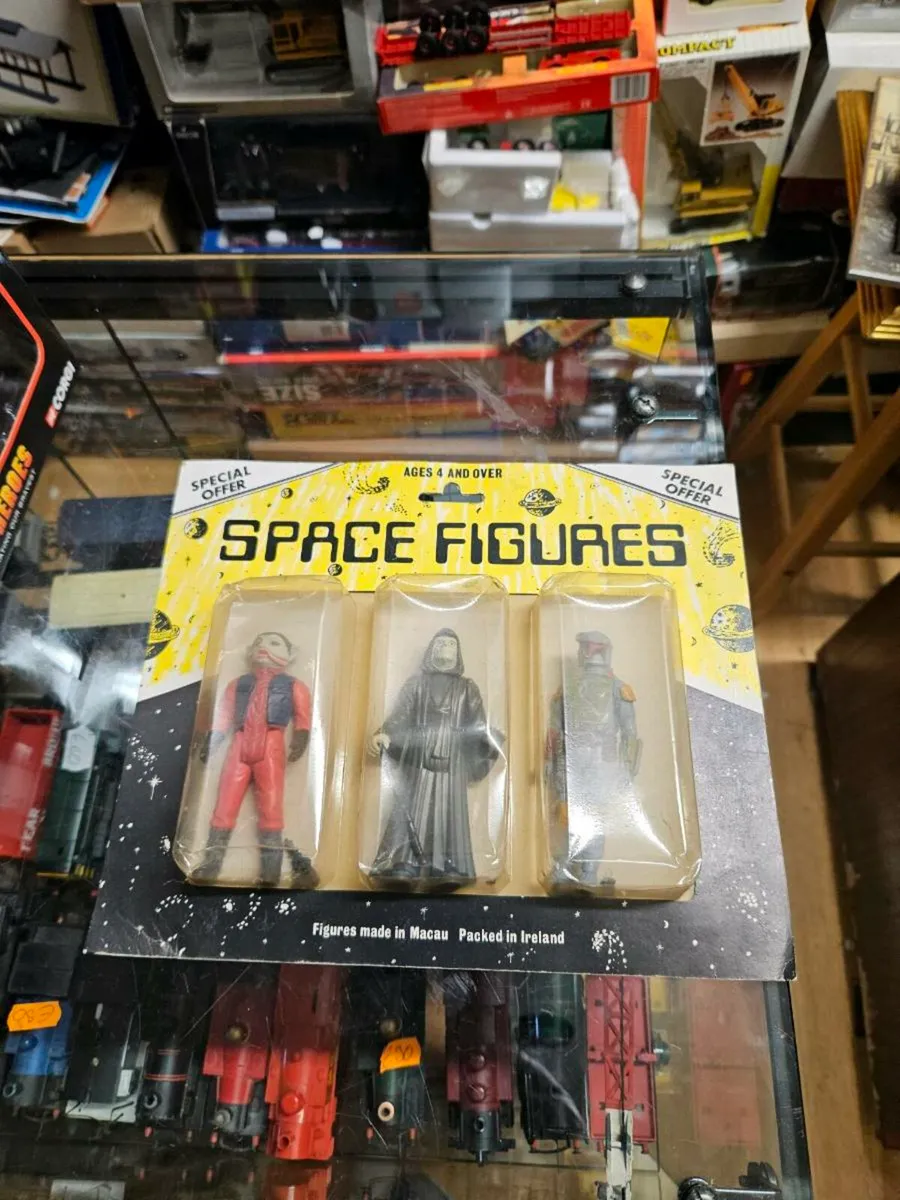 COMPACT
CORGI
HEROES
SPECIAL
OFFER
AGES 4 AND OVER
SPECIAL
OFFER
SPACE FIGURES
Figures made in Macau Packed in Ireland